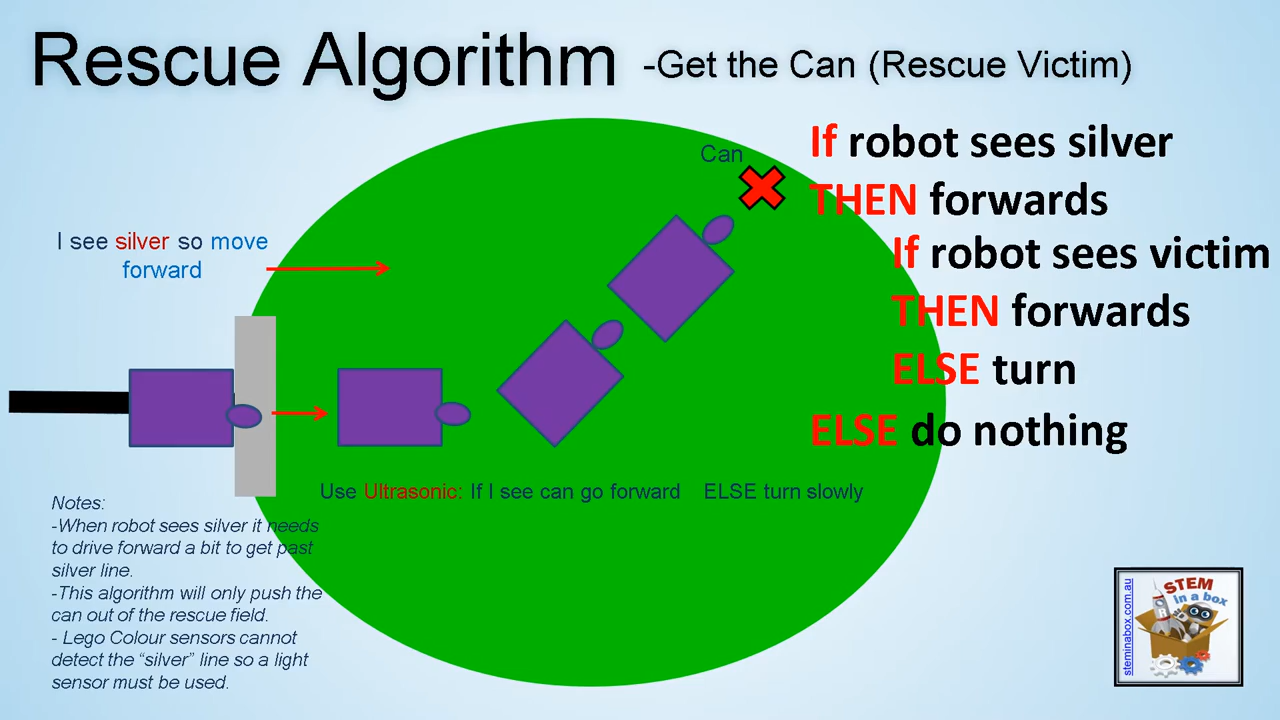 Rescue Algorithm -Get the Can (Rescue Victim)
Can
I see silver so move
forward
If robot sees silver
THEN forwards
If robot sees victim
THEN forwards
ELSE turn
ELSE do nothing
Use Ultrasonic: If I see can go forward ELSE turn slowly
Notes:
-When robot sees silver it needs
to drive forward a bit to get past
silver line.
-This algorithm will only push the
can out of the rescue field.
- Lego Colour sensors cannot
detect the “silver” line so a light
sensor must be used.
steminabox.com.au
STEM
in a box